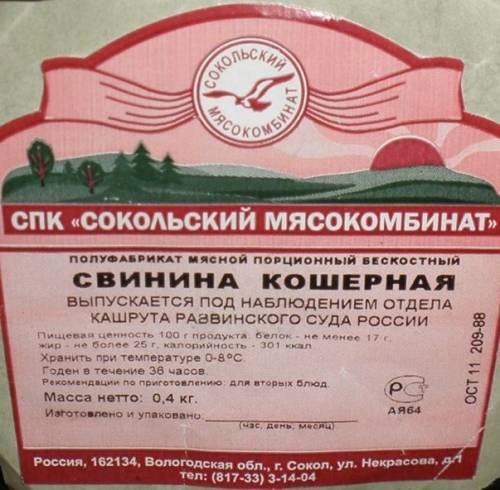 СОКОЛЬСКИЙ
МЯСОКОМБИНАТ
СПК "СОКОЛЬСКИЙ МЯСОКОМБИНАТ"
ПОЛУФАБРИКАТ МЯСНОЙ ПОРЦИОННЫЙ БЕСКОСТНЫЙ
СВИНИНА КОШЕРНАЯ
ВЫПУСКАЕТСЯ ПОД НАБЛЮДЕНИЕМ ОТДЕЛА
КАШРУТА РАВВИНСКОГО СУДА РОССИИ
Пищевая ценность 100 г продукта: белок - не менее 17 г,
жир - не более 25 г, калорийность - 301 ккал.
Хранить при температуре 0-8°С.
Годен в течение 36 часов.
Рекомендации по приготовлению: для вторых блюд.
Масса нетто: 0,4 кг.
Изготовлено и упаковано:
(час, день, месяц)
АЯ64
ОСТ 11 209-88
Россия, 162134, Вологодская обл., г. Сокол, ул. Некрасова, д.1
тел: (817-33) 3-14-04